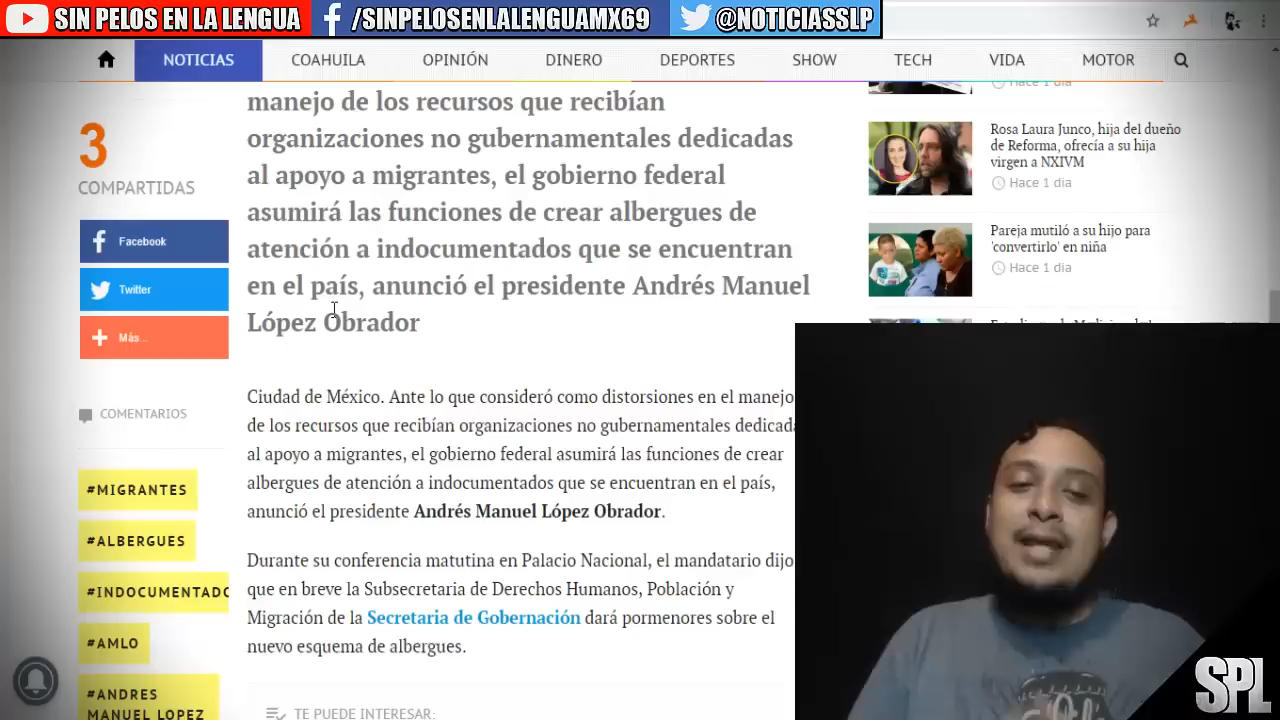 SIN PELOS EN LA LENGUA
/SINPELOSENLALENGUAMX69
@NOTICIASSLP
NOTICIAS
COAHUILA
OPINIÓN
DINERO
DEPORTES
SHOW
TECH
VIDA
MOTOR
3
COMPARTIDAS
Facebook
Twitter
Más...
COMENTARIOS
#MIGRANTES
#ALBERGUES
#INDOCUMENTADO
#AMLO
#ANDRES
MANUEL LOPEZ
manejo de los recursos que recibían
organizaciones no gubernamentales dedicadas
al apoyo a migrantes, el gobierno federal
asumirá las funciones de crear albergues de
atención a indocumentados que se encuentran
en el país, anunció el presidente Andrés Manuel
López Obrador
Ciudad de México. Ante lo que consideró como distorsiones en el manejo
de los recursos que recibían organizaciones no gubernamentales dedicada
al apoyo a migrantes, el gobierno federal asumirá las funciones de crear
albergues de atención a indocumentados que se encuentran en el país,
anunció el presidente Andrés Manuel López Obrador.
Durante su conferencia matutina en Palacio Nacional, el mandatario dijo
que en breve la Subsecretaria de Derechos Humanos, Población y
Migración de la Secretaria de Gobernación dará pormenores sobre el
nuevo esquema de albergues.
TE PUEDE INTERESAR:
Hace 1 dia
Rosa Laura Junco, hija del dueño
de Reforma, ofrecía a su hija
virgen a NXIVM
Hace 1 dia
Pareja mutiló a su hijo para
'convertirlo' en niña
Hace 1 dia
SPL